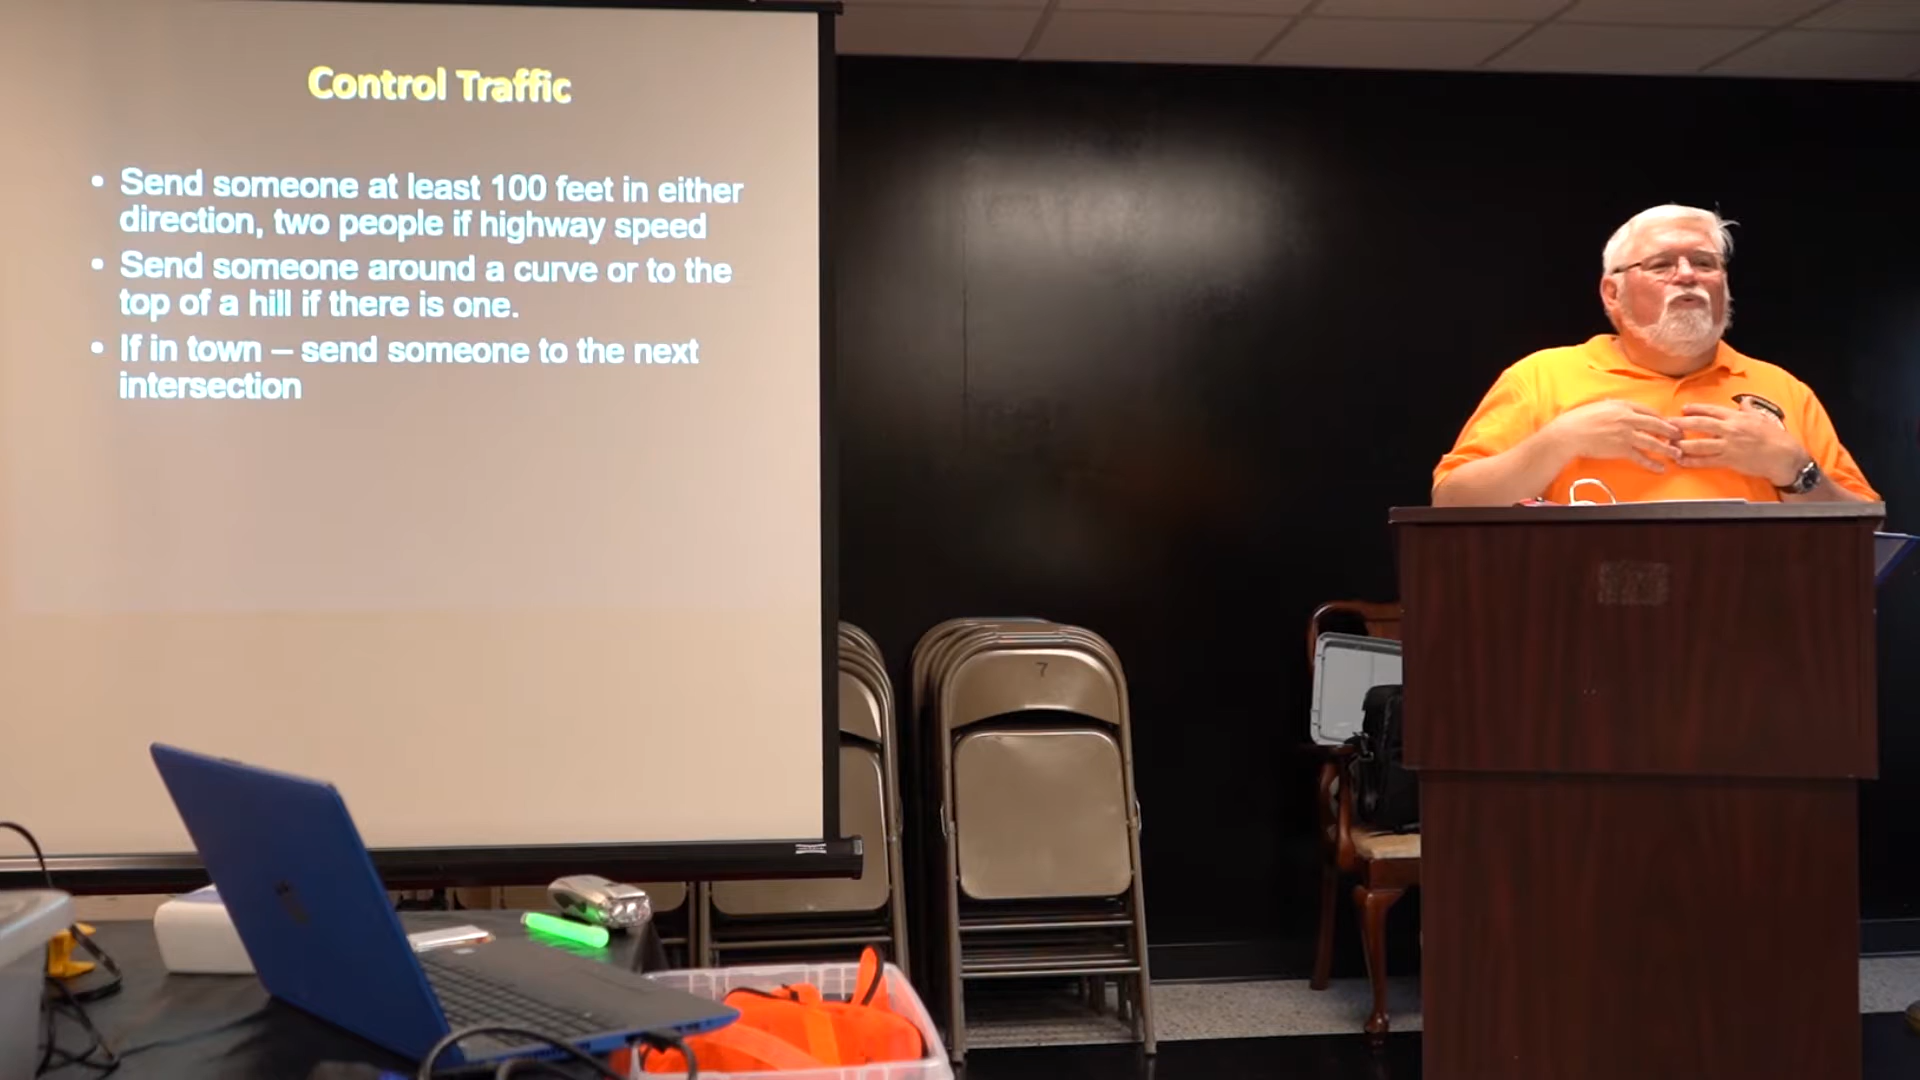 Control Traffic
• Send someone at least 100 feet in either
direction, two people if highway speed
• Send someone around a curve or to the
top of a hill if there is one.
• If in town – send someone to the next
intersection
7